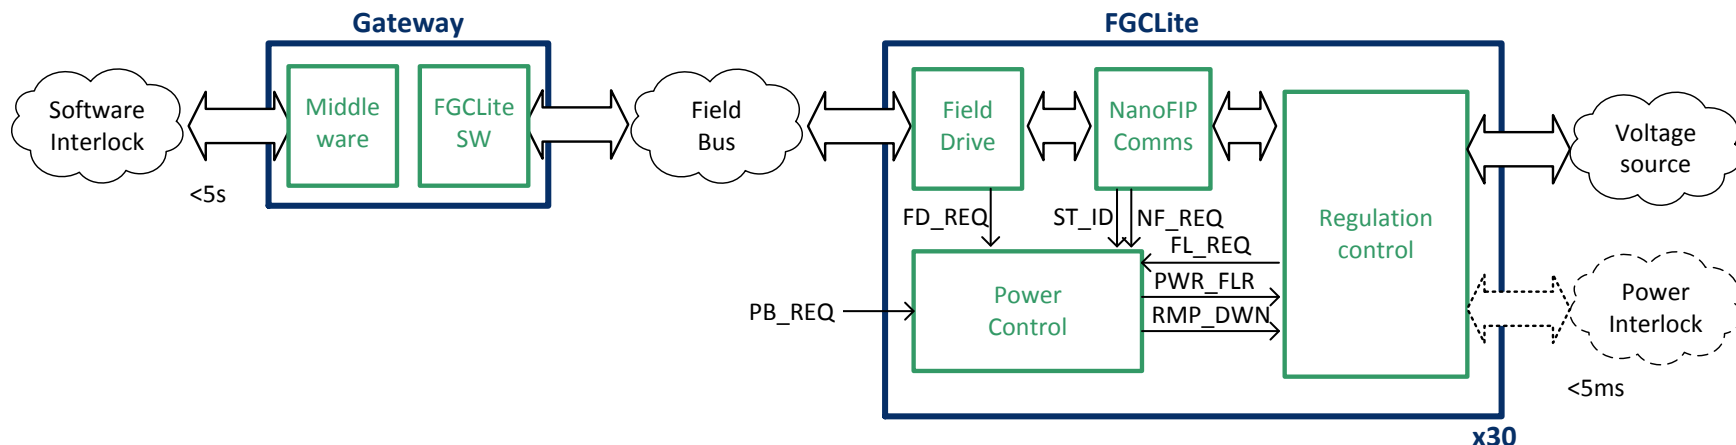 Gateway
FGCLite
Software
Interlock
<5s
Middle
ware
FGCLite
SW
Field
Bus
Field
Drive
NanoFIP
Comms
Regulation
control
Voltage
source
FD_REQ
ST_ID
NF_REQ
FL_REQ
PWR_FLR
RMP_DWN
PB_REQ
Power
Control
Power
Interlock
<5ms
x30